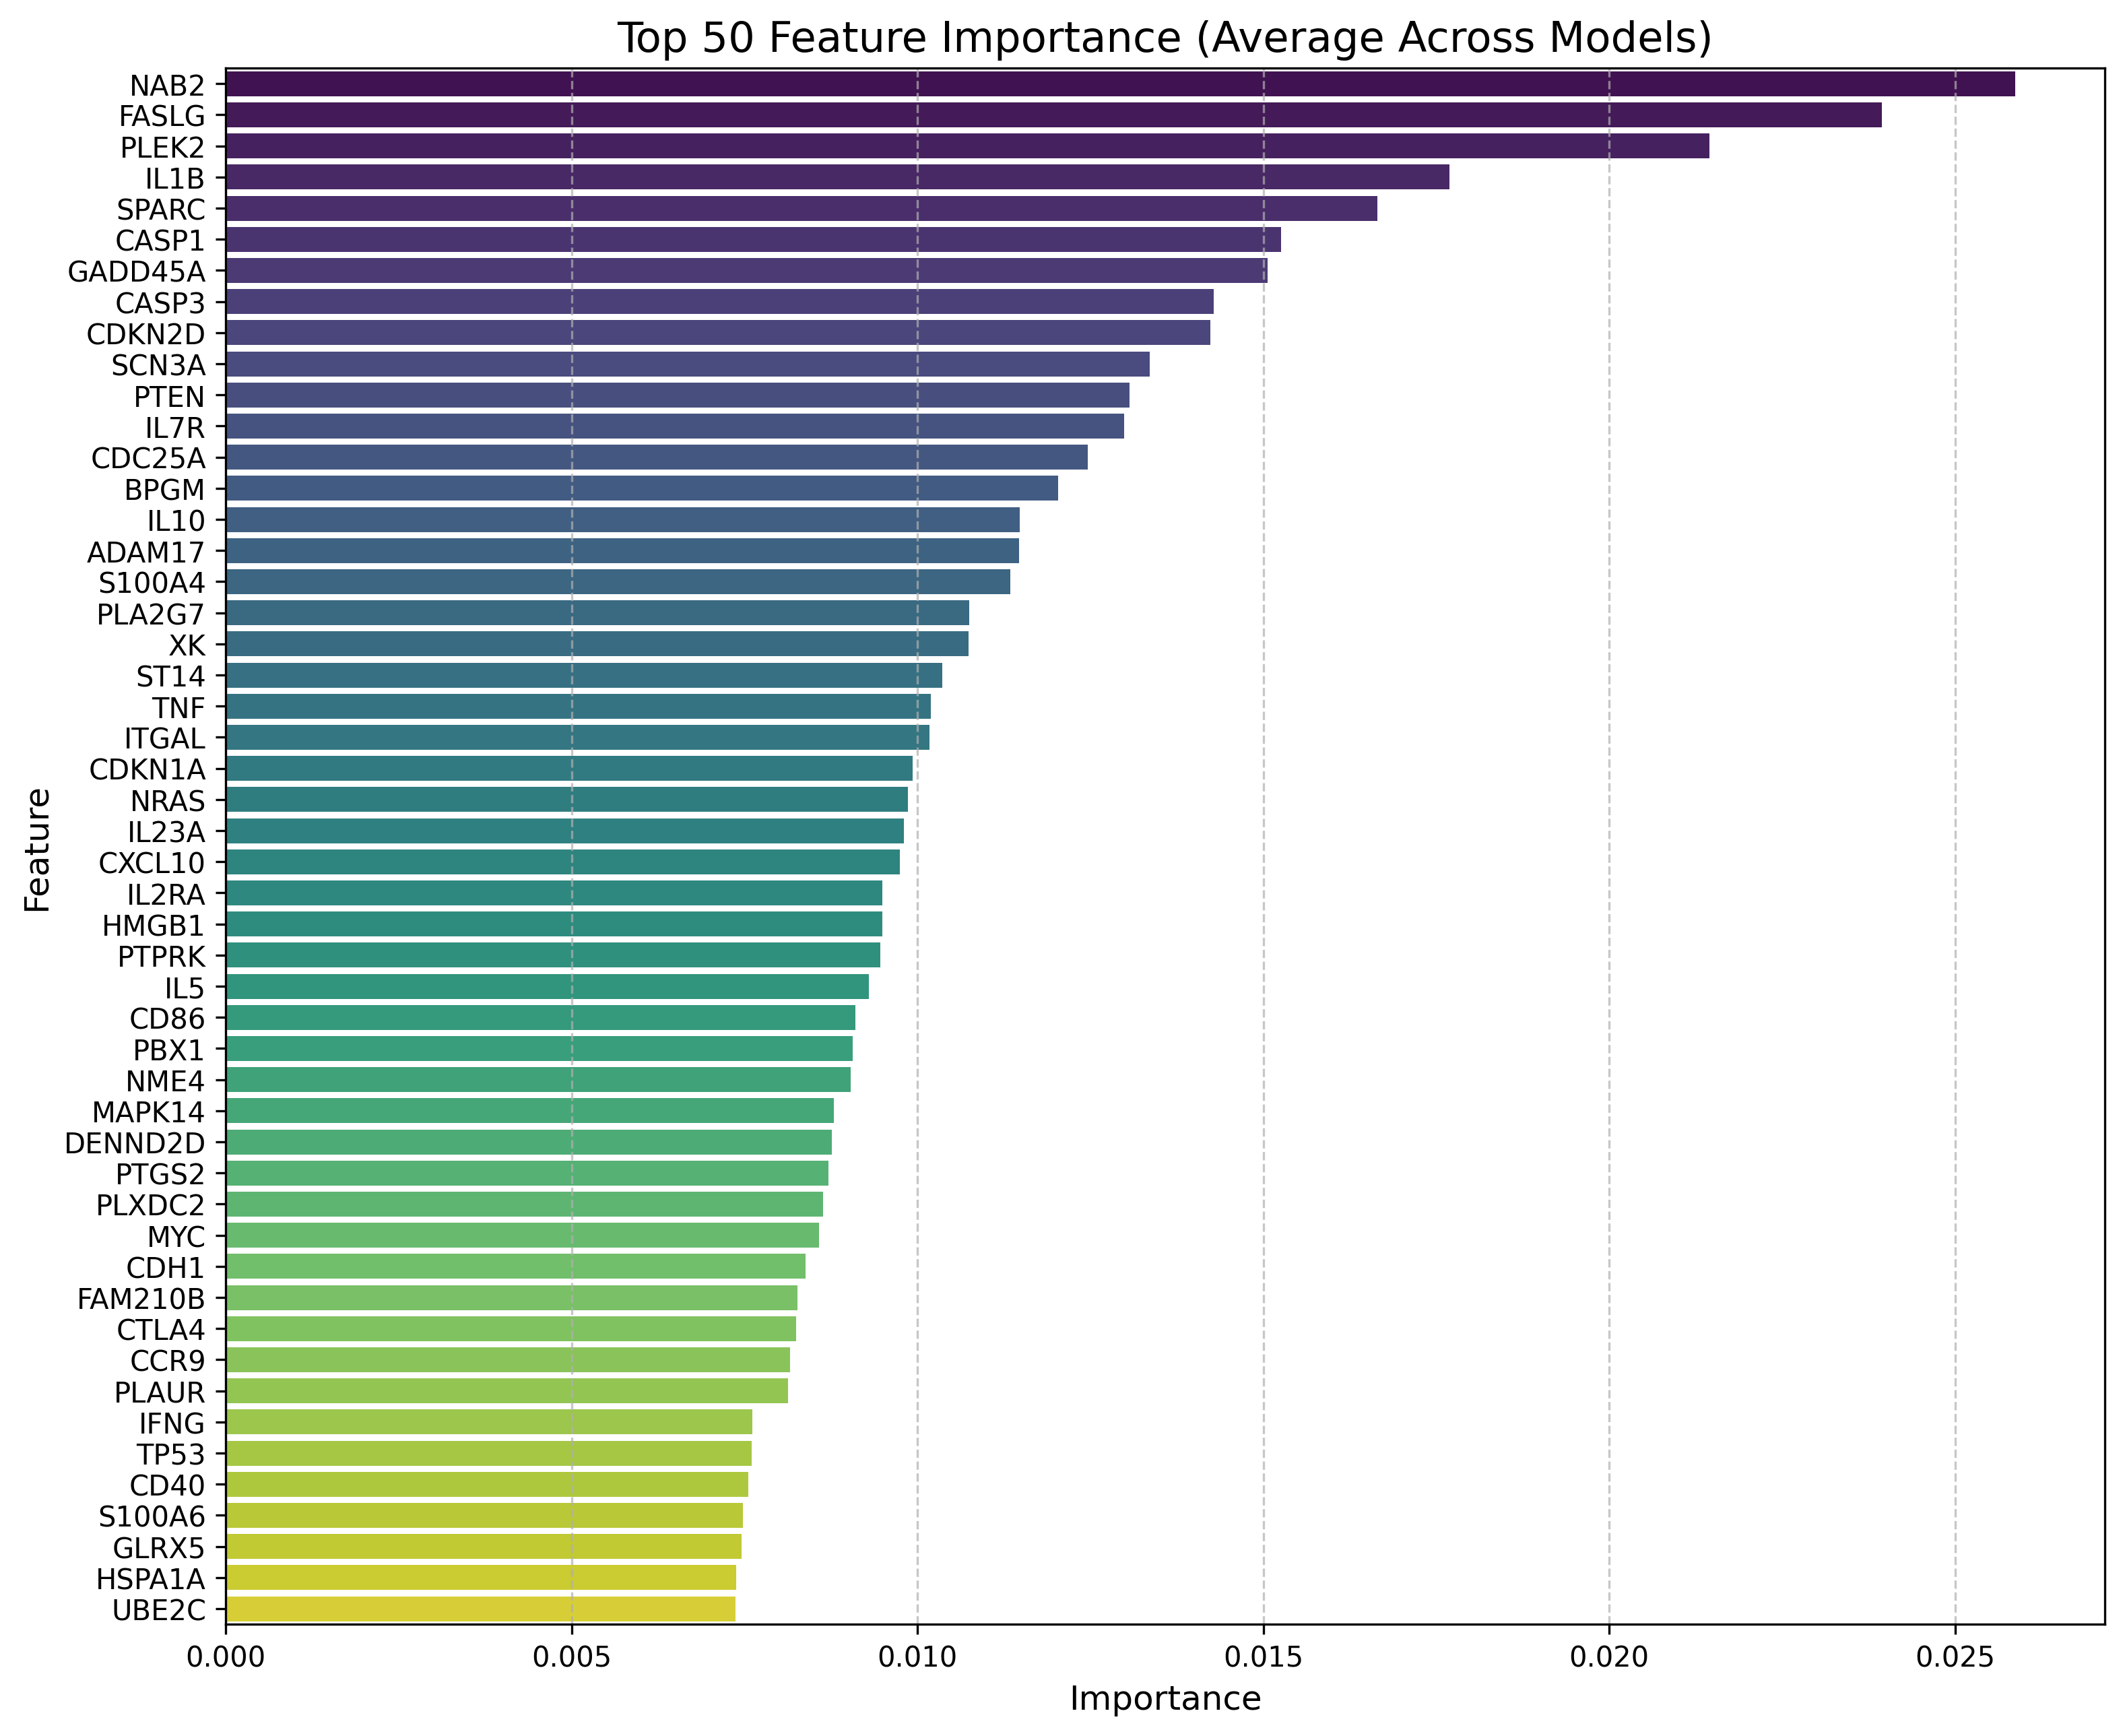 Top 50 Feature Importance (Average Across Models)
NAB2
FASLG
PLEK2
IL1B
SPARC
CASP1
GADD45A
CASP3
CDKN2D
SCN3A
PTEN
IL7R
CDC25A
BPGM
IL10
ADAM17
S100A4
PLA2G7
XK
ST14
TNF
ITGAL
CDKN1A
NRAS
IL23A
CXCL10
IL2RA
HMGB1
PTPRK
IL5
CD86
PBX1
NME4
MAPK14
DENND2D
PTGS2
PLXDC2
MYC
CDH1
FAM210B
CTLA4
CCR9
PLAUR
IFNG
TP53
CD40
S100A6
GLRX5
HSPA1A
UBE2C
Feature
0.000 0.005 0.010 0.015 0.020 0.025
Importance